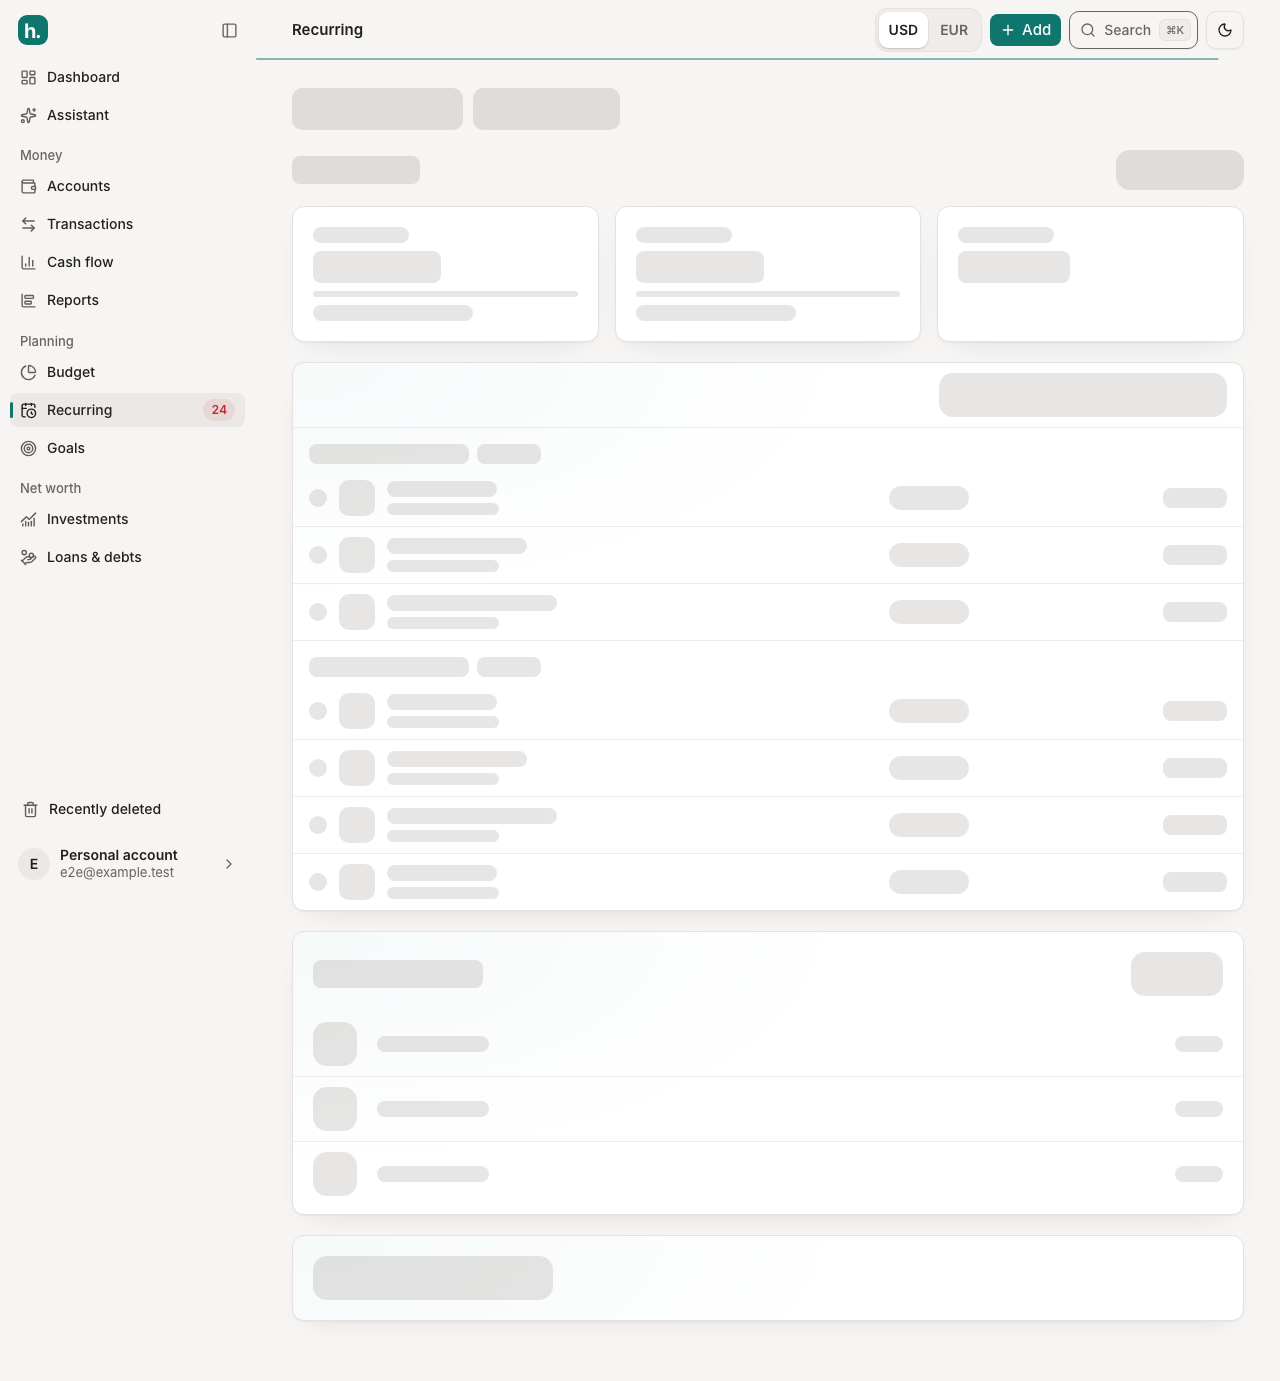 h.
Dashboard
Assistant
Money
Accounts
Transactions
Cash flow
Reports
Planning
Budget
Recurring 24
Goals
Net worth
Investments
Loans & debts
Recently deleted
E
Personal account
e2e@example.test
Recurring
USD EUR
Add
Search ⌘K